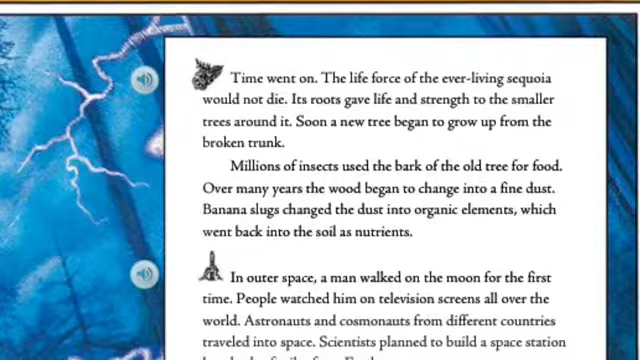 Time went on. The life force of the ever-living sequoia
would not die. Its roots gave life and strength to the smaller
trees around it. Soon a new tree began to grow up from the
broken trunk.
Millions of insects used the bark of the old tree for food.
Over many years the wood began to change into a fine dust.
Banana slugs changed the dust into organic elements, which
went back into the soil as nutrients.
In outer space, a man walked on the moon for the first
time. People watched him on television screens all over the
world. Astronauts and cosmonauts from different countries
traveled into space. Scientists planned to build a space station